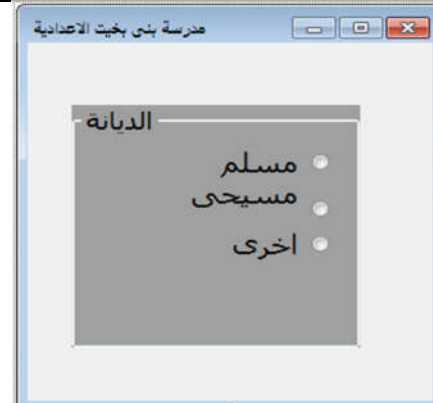 مدرسة بنى بخيت الاعدادية
الديانة
مسلم
مسيحى
اخرى